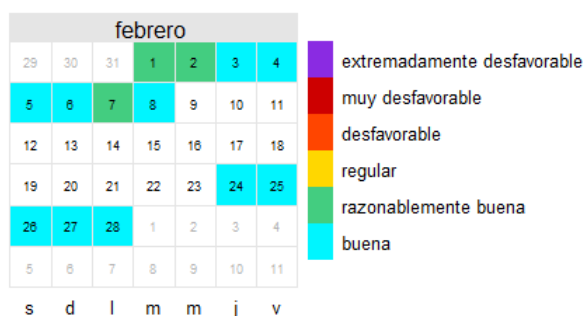 febrero
29 30 31 1 2 3 4
5 6 7 8 9 10 11
12 13 14 15 16 17 18
19 20 21 22 23 24 25
26 27 28 1 2 3 4
5 6 7 8 9 10 11
s d l m m j v
extremadamente desfavorable
muy desfavorable
desfavorable
regular
razonablemente buena
buena